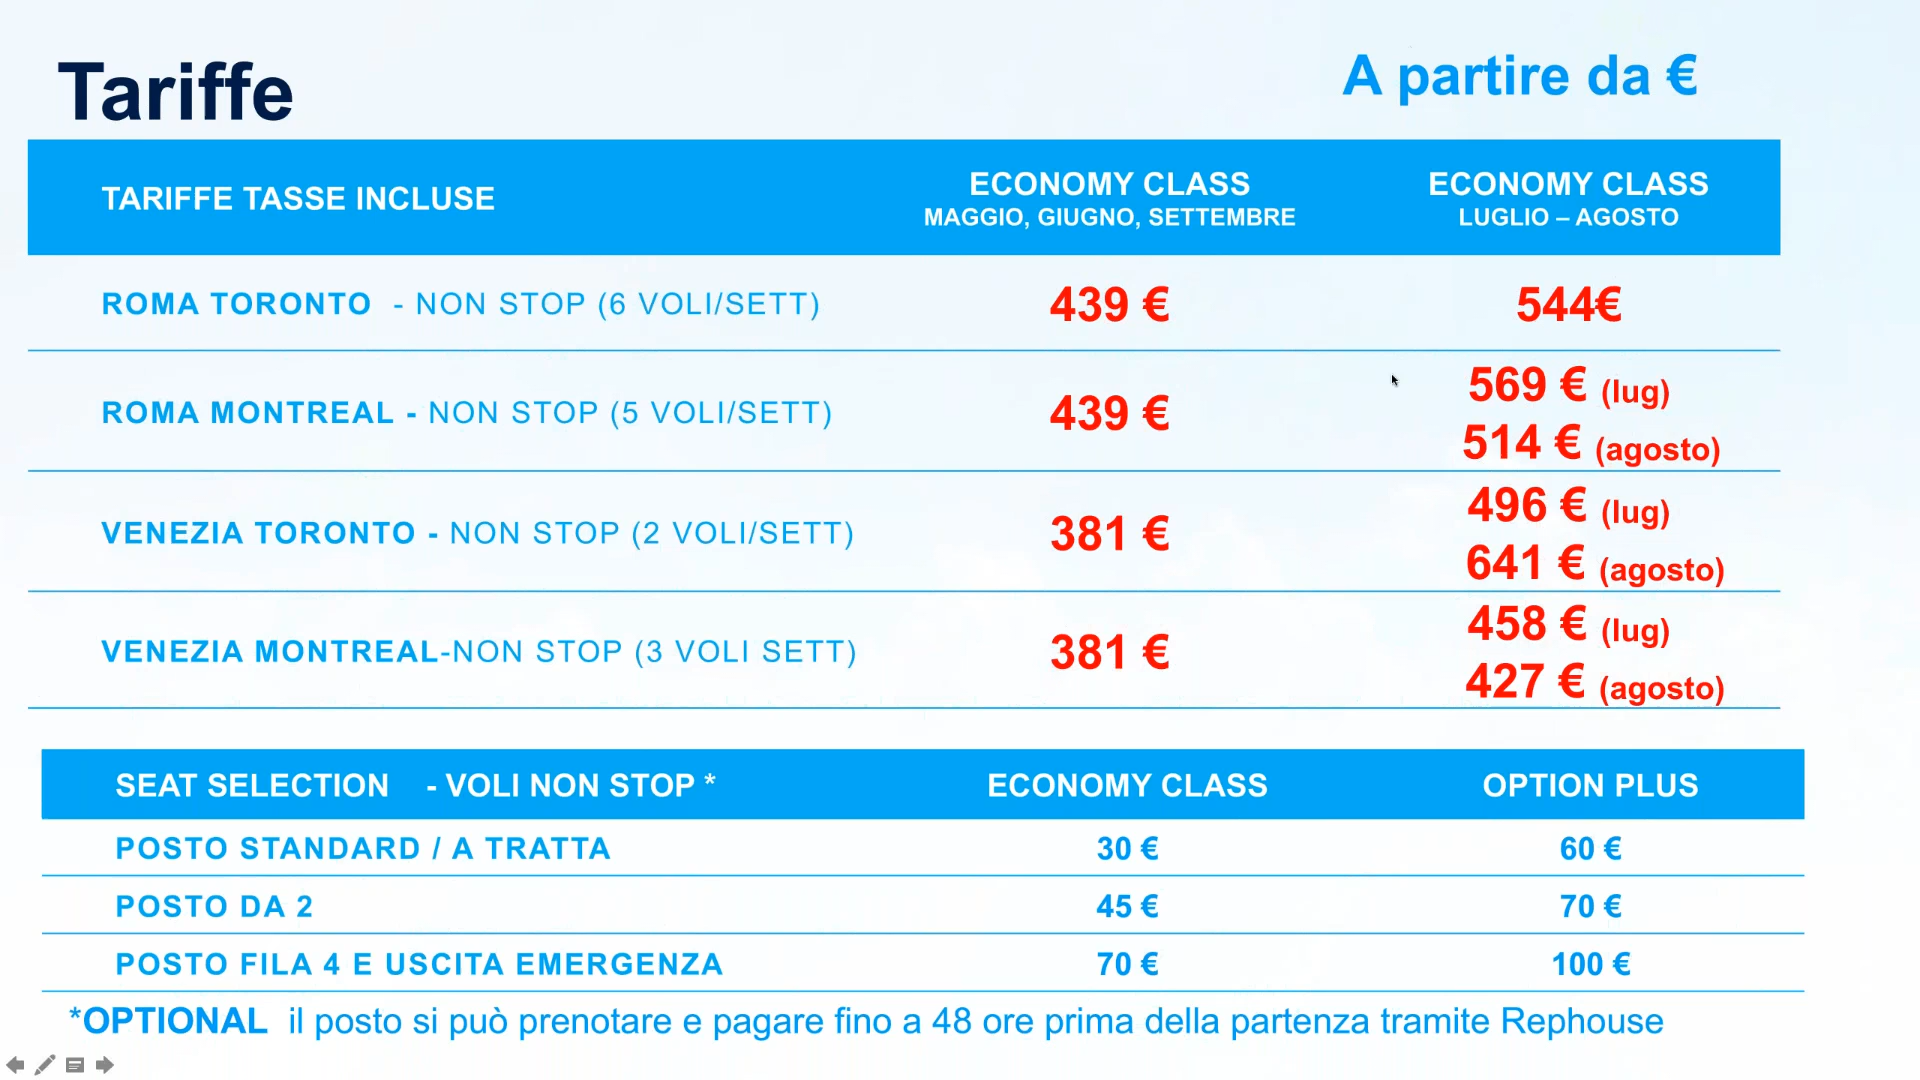 Tariffe
A partire da €
TARIFFE TASSE INCLUSE
ECONOMY CLASS
MAGGIO, GIUGNO, SETTEMBRE
ECONOMY CLASS
LUGLIO – AGOSTO
ROMA TORONTO - NON STOP (6 VOLI/SETT)
439 €
544€
ROMA MONTREAL - NON STOP (5 VOLI/SETT)
439 €
569 € (lug)
514 € (agosto)
VENEZIA TORONTO - NON STOP (2 VOLI/SETT)
381 €
496 € (lug)
641 € (agosto)
VENEZIA MONTREAL-NON STOP (3 VOLI SETT)
381 €
458 € (lug)
427 € (agosto)
SEAT SELECTION - VOLI NON STOP *
ECONOMY CLASS
OPTION PLUS
POSTO STANDARD / A TRATTA
30 €
60 €
POSTO DA 2
45 €
70 €
POSTO FILA 4 E USCITA EMERGENZA
70 €
100 €
*OPTIONAL il posto si può prenotare e pagare fino a 48 ore prima della partenza tramite Rephouse